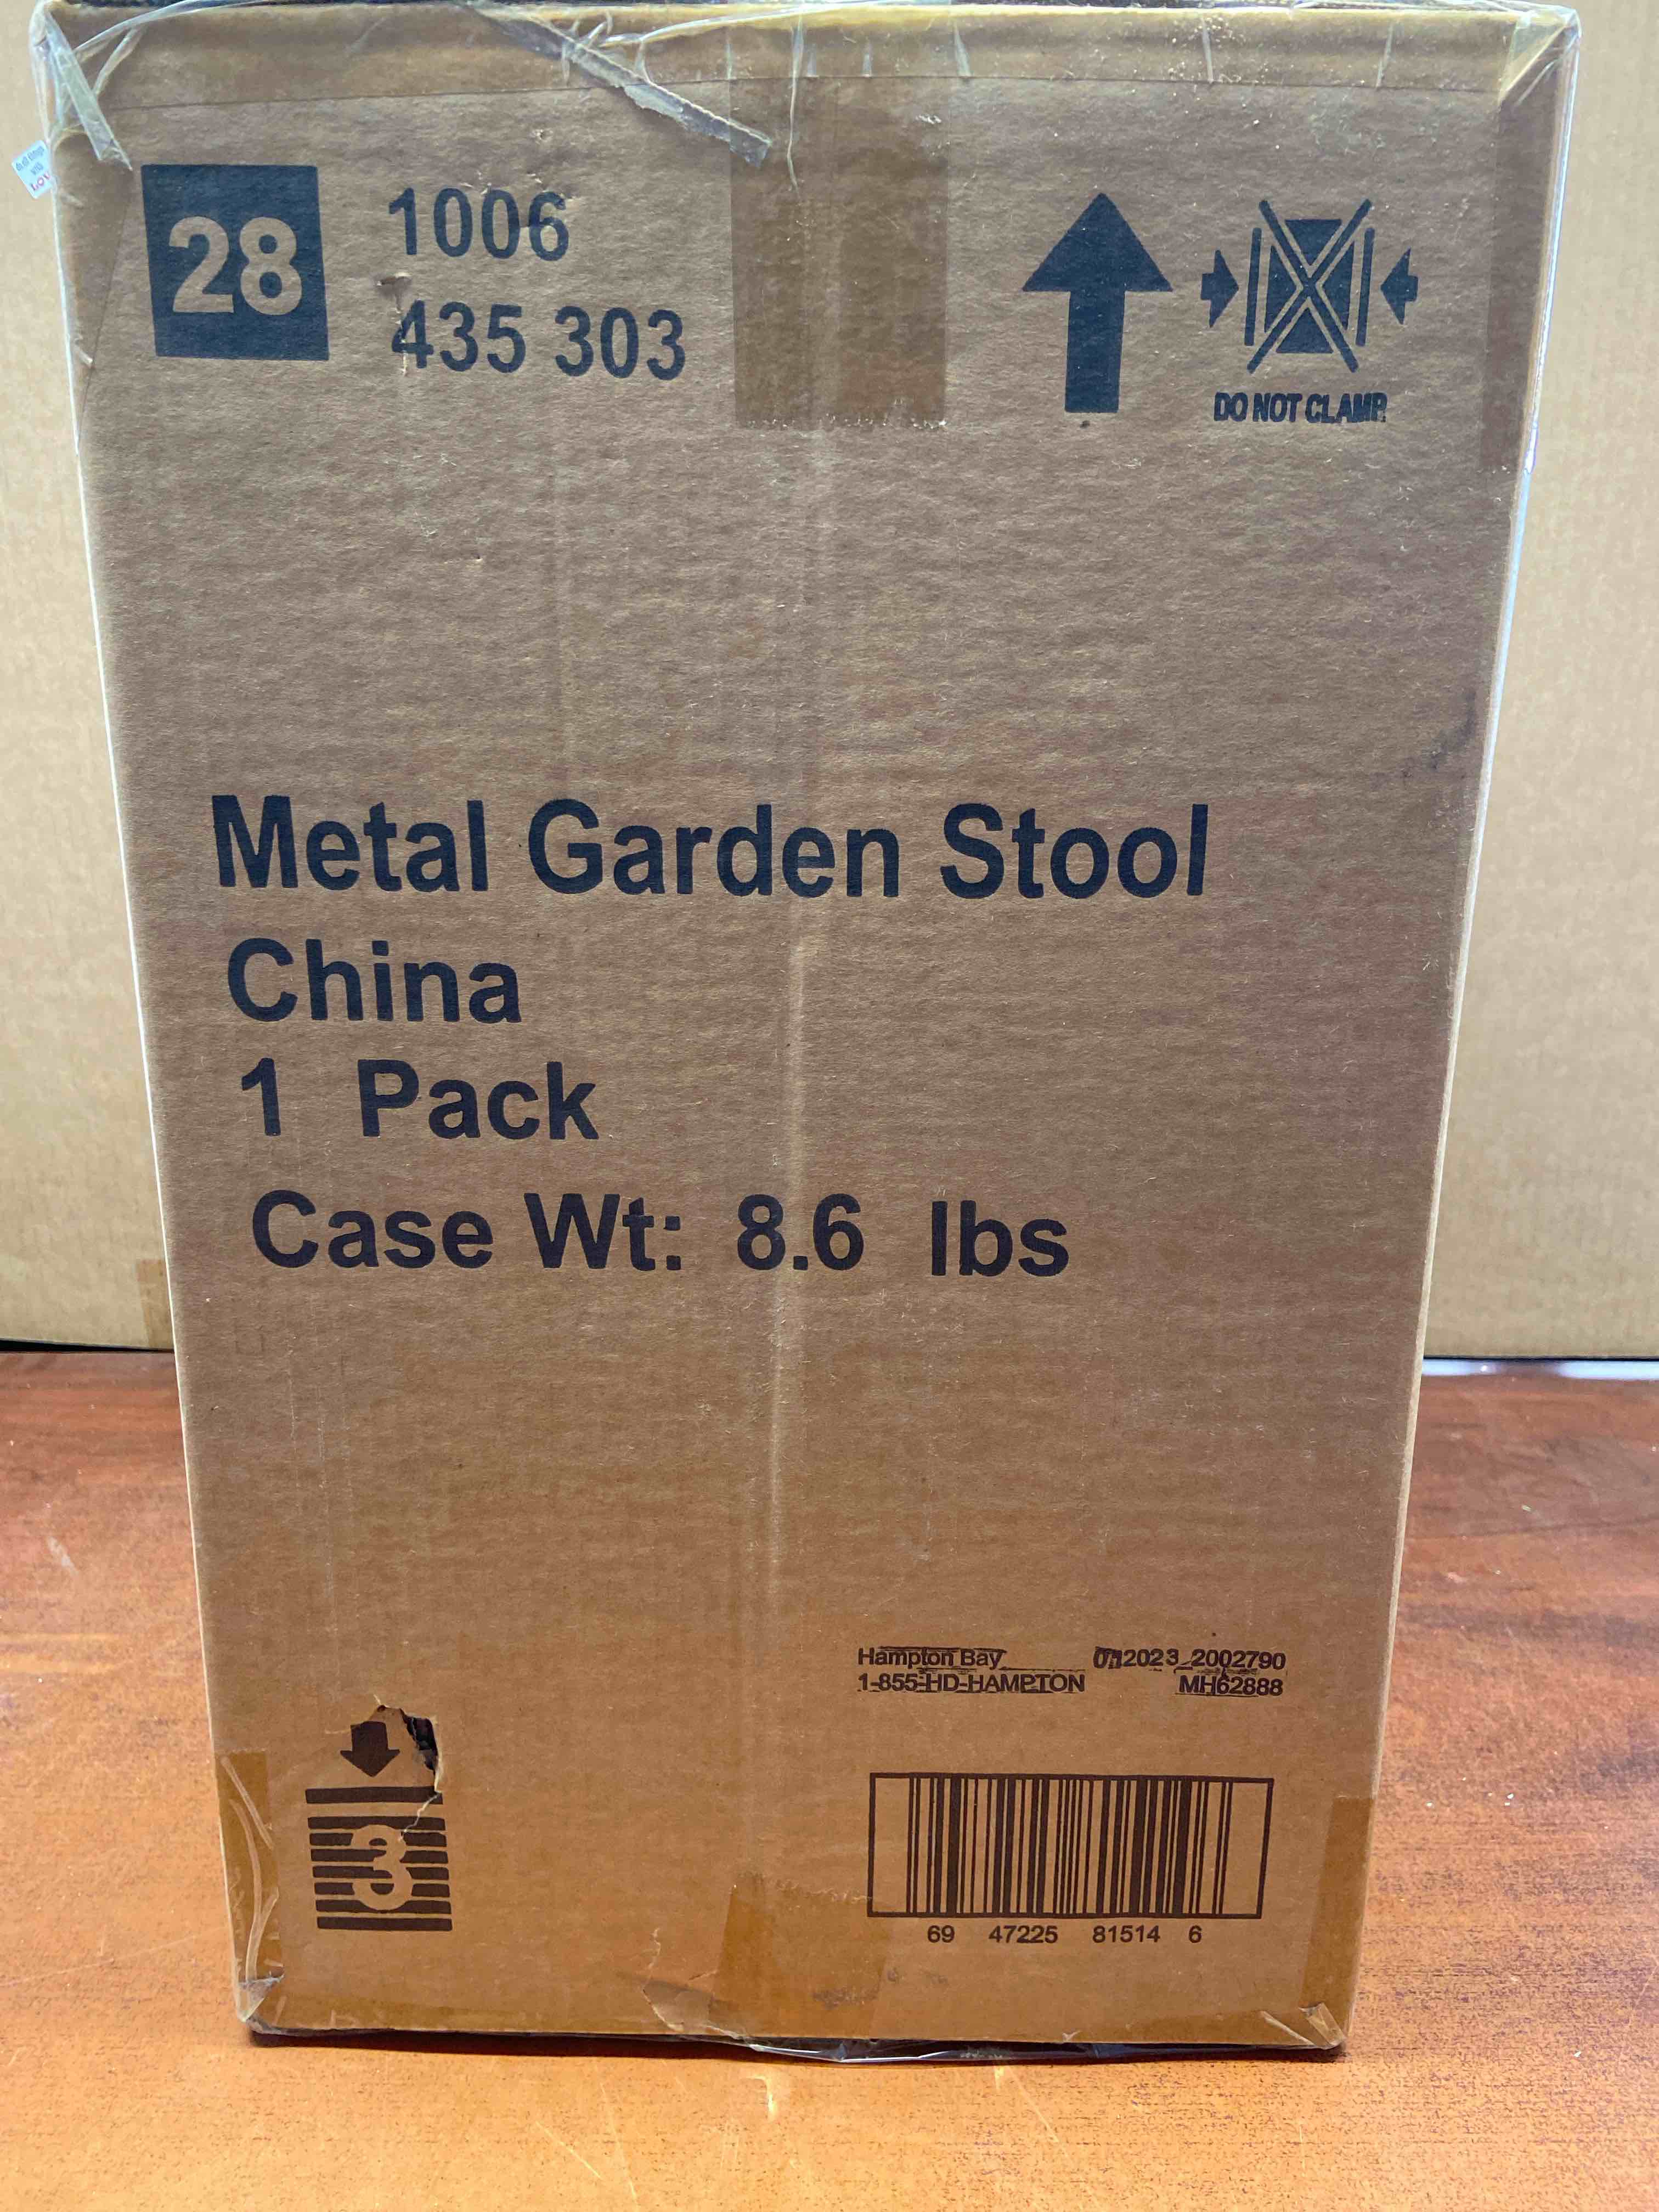 28
1006
435 303
DO NOT CLAMP
Metal Garden Stool
China
1 Pack
Case Wt: 8.6 lbs
Hampton Bay 2023_2002790
1-855-HD-HAMPTON MH62888
3
69 47225 81514 6